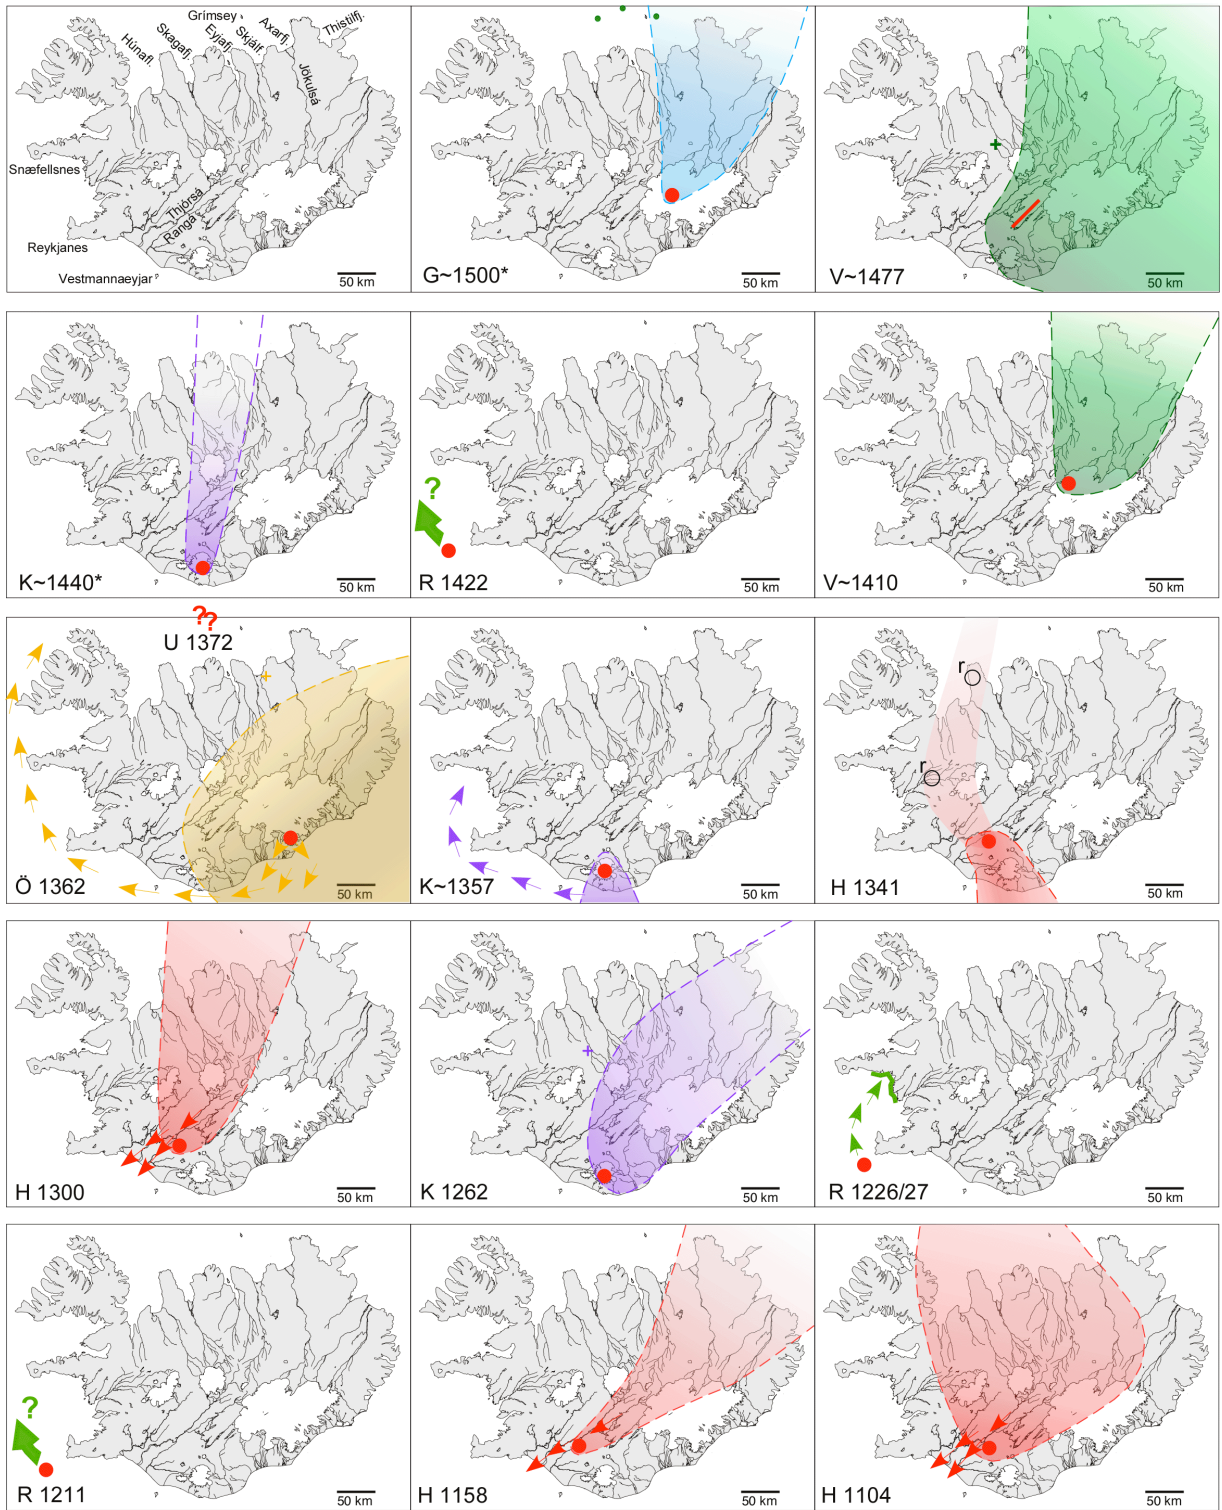 Grímsey
Húnafl.
Skagafj.
Eyjafj.
Skjálf.
Axarfj.
Thistilfj.
Jökulsá
Snæfellsnes
Thiórsá
Rangá
Reykjanes
Vestmannaeyjar
50 km
G~1500*
50 km
V~1477
50 km
K~1440*
50 km
?
R 1422
50 km
V~1410
50 km
??
U 1372
Ö 1362
50 km
K~1357
50 km
r
r
H 1341
50 km
H 1300
50 km
K 1262
50 km
R 1226/27
50 km
?
R 1211
50 km
H 1158
50 km
H 1104
50 km